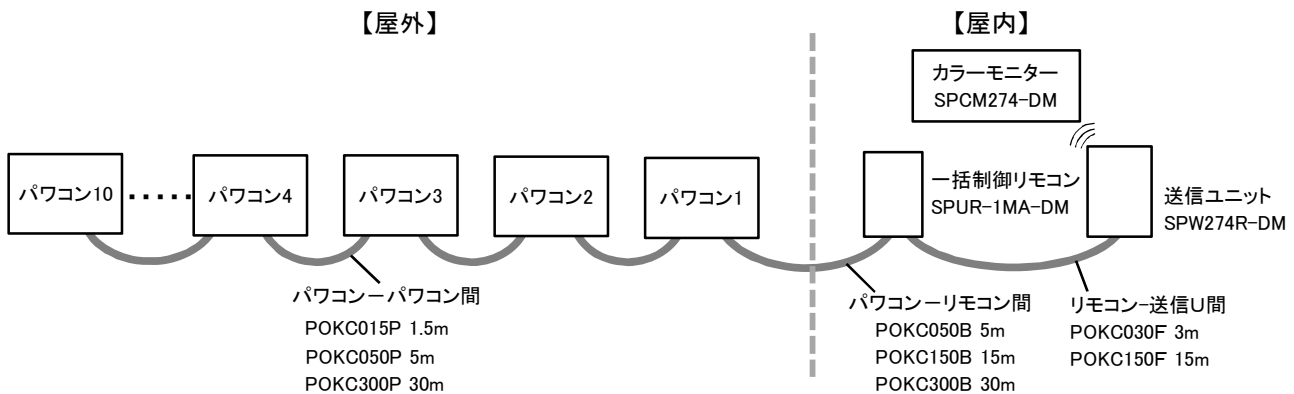 【屋外】
【屋内】
カラーモニター
SPCM274-DM
パワコン10
・・・・・
パワコン4
パワコン3
パワコン2
パワコン1
一括制御リモコン
SPUR-1MA-DM
送信ユニット
SPW274R-DM
パワコン－パワコン間
POKC015P 1.5m
POKC050P 5m
POKC300P 30m
パワコン－リモコン間
POKC050B 5m
POKC150B 15m
POKC300B 30m
リモコン-送信U間
POKC030F 3m
POKC150F 15m